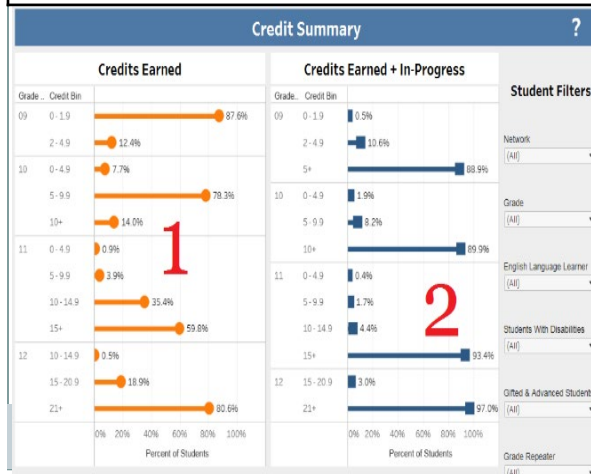 Credit Summary ?
Credits Earned
Grade .. Credit Bin
09 0-1.9 87.6%
2-4.9 12.4%
10 0-4.9 7.7%
5-9.9 78.3%
10+ 14.0%
11 0-4.9 0.9%
5-9.9 3.9%
10-14.9 35.4%
15+ 59.8%
12 10-14.9 0.5%
15-20.9 18.9%
21+ 80.6%
0% 20% 40% 60% 80% 100%
Percent of Students
1
Credits Earned + In-Progress
Grade.. Credit Bin
09 0-1.9 0.5%
2-4.9 10.6%
5+ 88.9%
10 0-4.9 1.9%
5-9.9 8.2%
10+ 89.9%
11 0-4.9 0.4%
5-9.9 1.7%
10-14.9 4.4%
15+ 93.4%
12 15-20.9 3.0%
21+ 97.0%
0% 20% 40% 60% 80% 100%
Percent of Students
2
Student Filters
Network
(All)
Grade
(All)
English Language Learner
(All)
Students With Disabilities
(All)
Gifted & Advanced Students
(All)
Grade Repeater
(All)